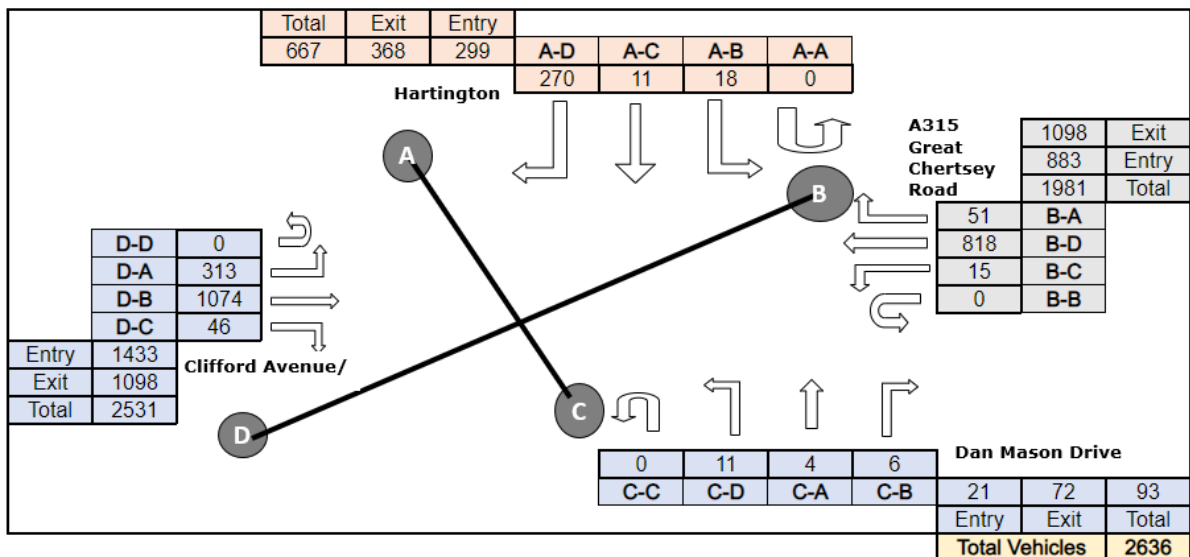 Total Exit Entry
667 368 299 A-D A-C A-B A-A
270 11 18 0
Hartington
A315
Great
Chertsey
Road
1098 Exit
883 Entry
1981 Total
A
B
51 B-A
818 B-D
15 B-C
0 B-B
D-D 0
D-A 313
D-B 1074
D-C 46
Entry 1433
Exit 1098
Total 2531
Clifford Avenue/
C
D
Dan Mason Drive
0 11 4 6
C-C C-D C-A C-B
21 72 93
Entry Exit Total
Total Vehicles 2636